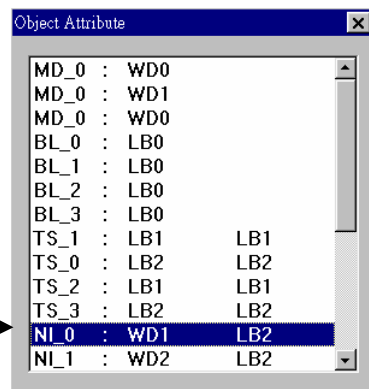 Object Attribute
MD_0 : WD0
MD_0 : WD1
MD_0 : WD0
BL_0 : LB0
BL_1 : LB0
BL_2 : LB0
BL_3 : LB0
TS_1 : LB1 LB1
TS_0 : LB2 LB2
TS_2 : LB1 LB1
TS_3 : LB2 LB2
NI_0 : WD1 LB2
NI_1 : WD2 LB2